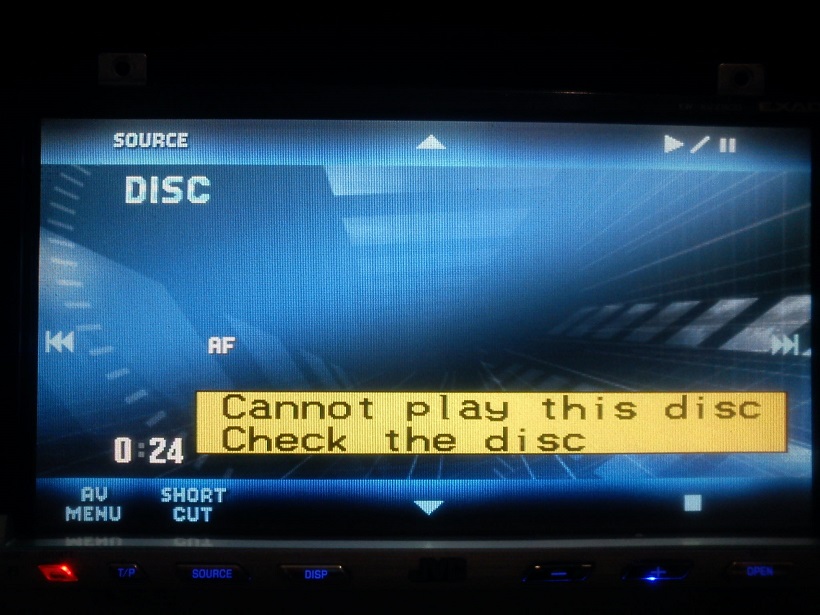 SOURCE
DISC
AF
Cannot play this disc
Check the disc
0:24
AV
MENU
SHORT
CUT
T/P
SOURCE
DISP
JVC
OPEN